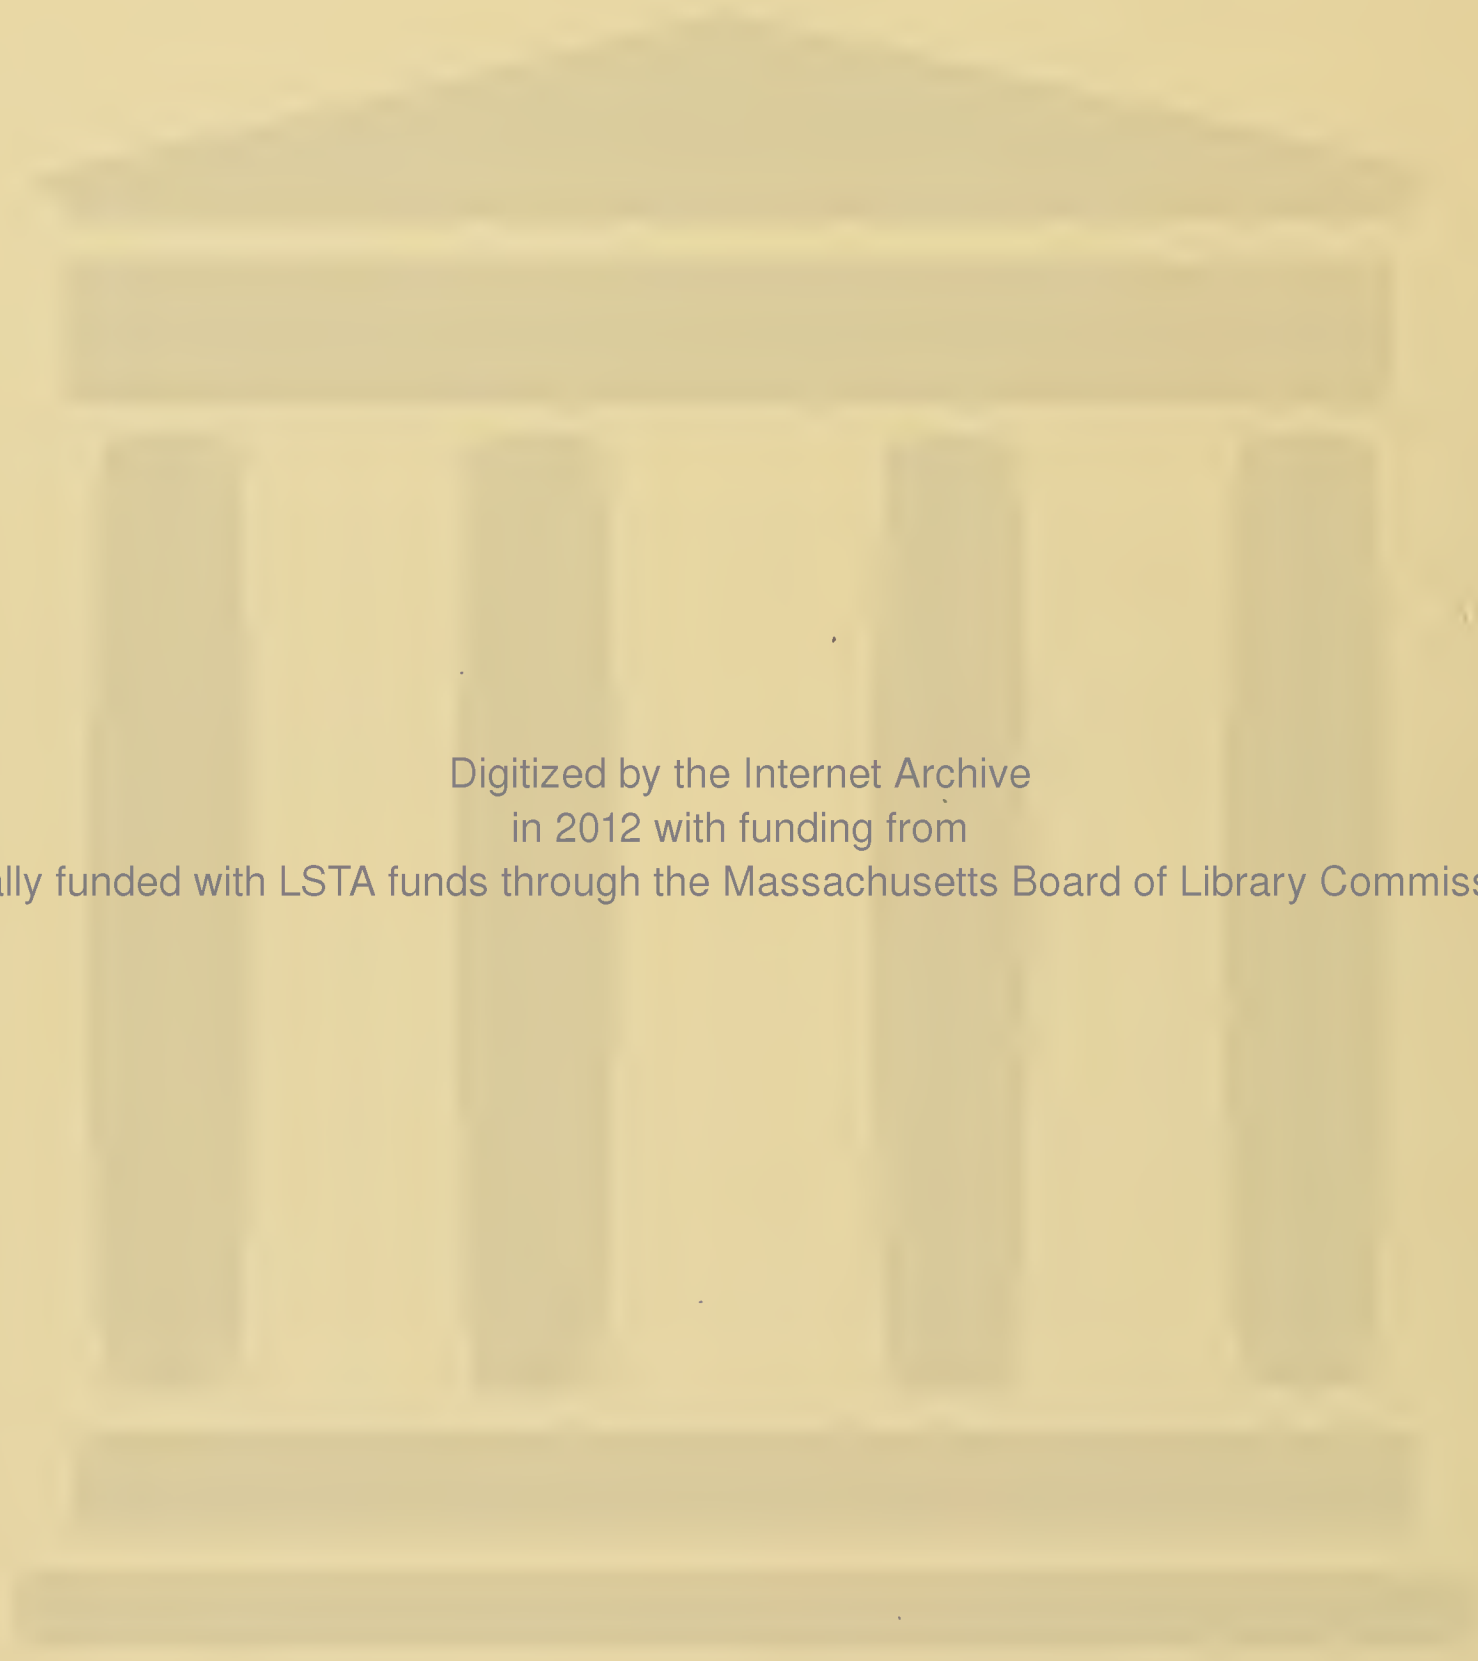 Digitized by the Internet Archive
in 2012 with funding from
funded with LSTA funds through the Massachusetts Board of Library